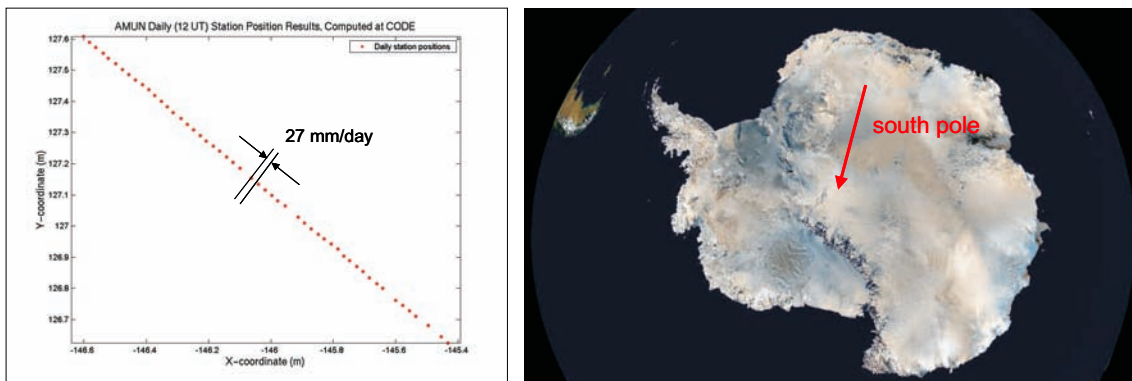 AMUN Daily (12 UT) Station Position Results, Computed at CODE
Daily station positions
27 mm/day
127.6
127.5
127.4
127.3
127.2
127.1
127
126.9
126.8
126.7
Y-coordinate (m)
-146.6 -146.4 -146.2 -146 -145.8 -145.6 -145.4
X-coordinate (m)
south pole